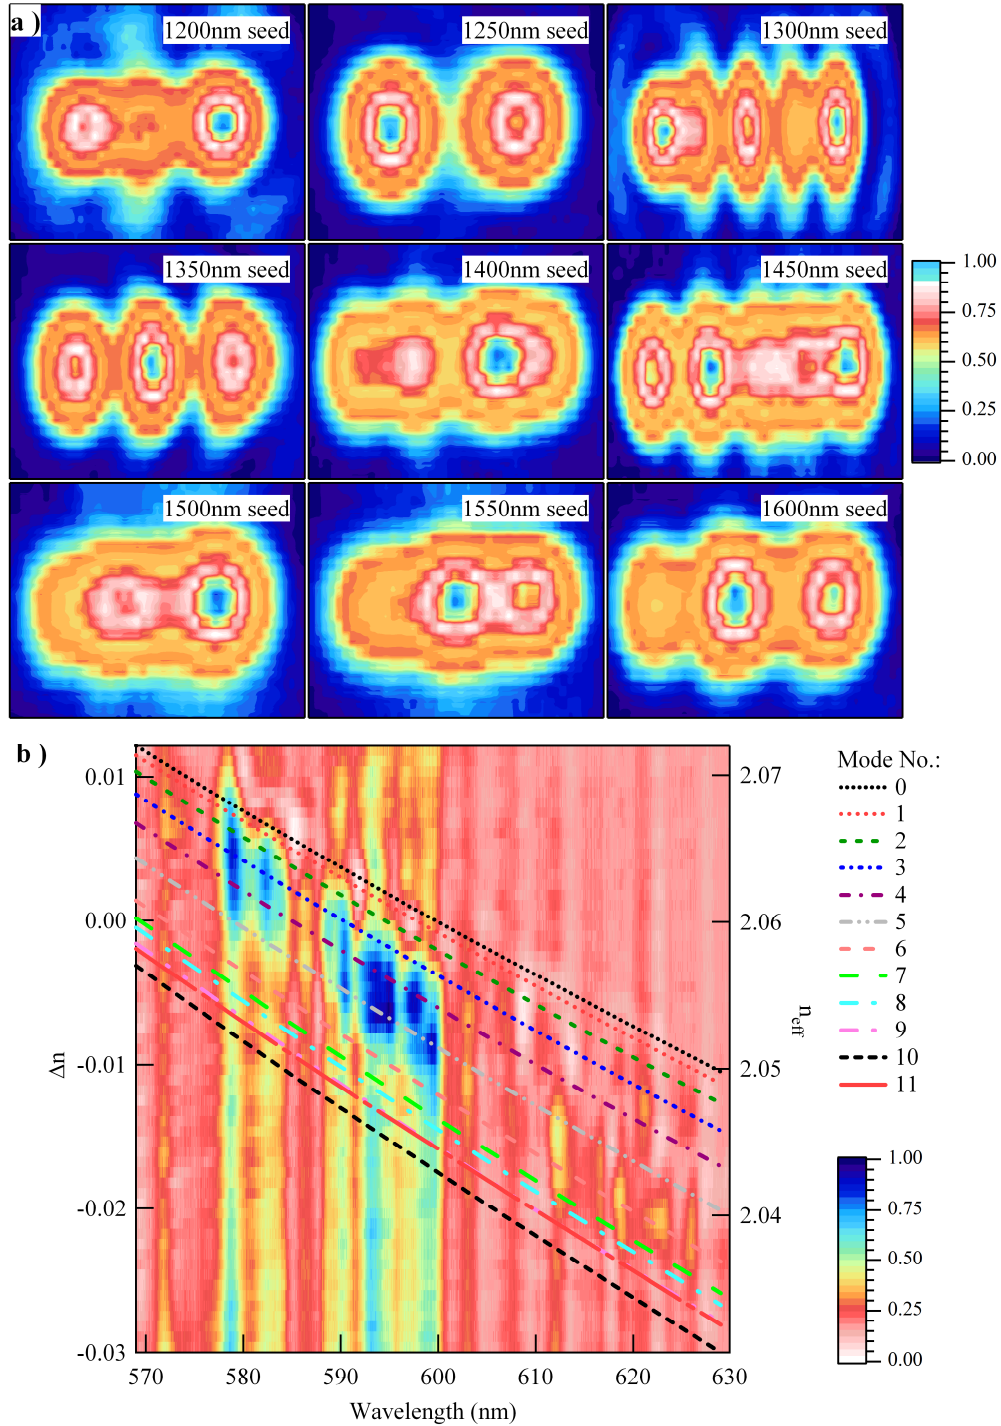 a )
1200nm seed
1250nm seed
1300nm seed
1350nm seed
1400nm seed
1450nm seed
1.00
0.75
0.50
0.25
0.00
1500nm seed
1550nm seed
1600nm seed
b )
0.01
0.00
-0.01
-0.02
-0.03
Δn
2.07
2.06
2.05
2.04
n_eff
570
580
590
600
610
620
630
Wavelength (nm)
Mode No.:
0
1
2
3
4
5
6
7
8
9
10
11
1.00
0.75
0.50
0.25
0.00